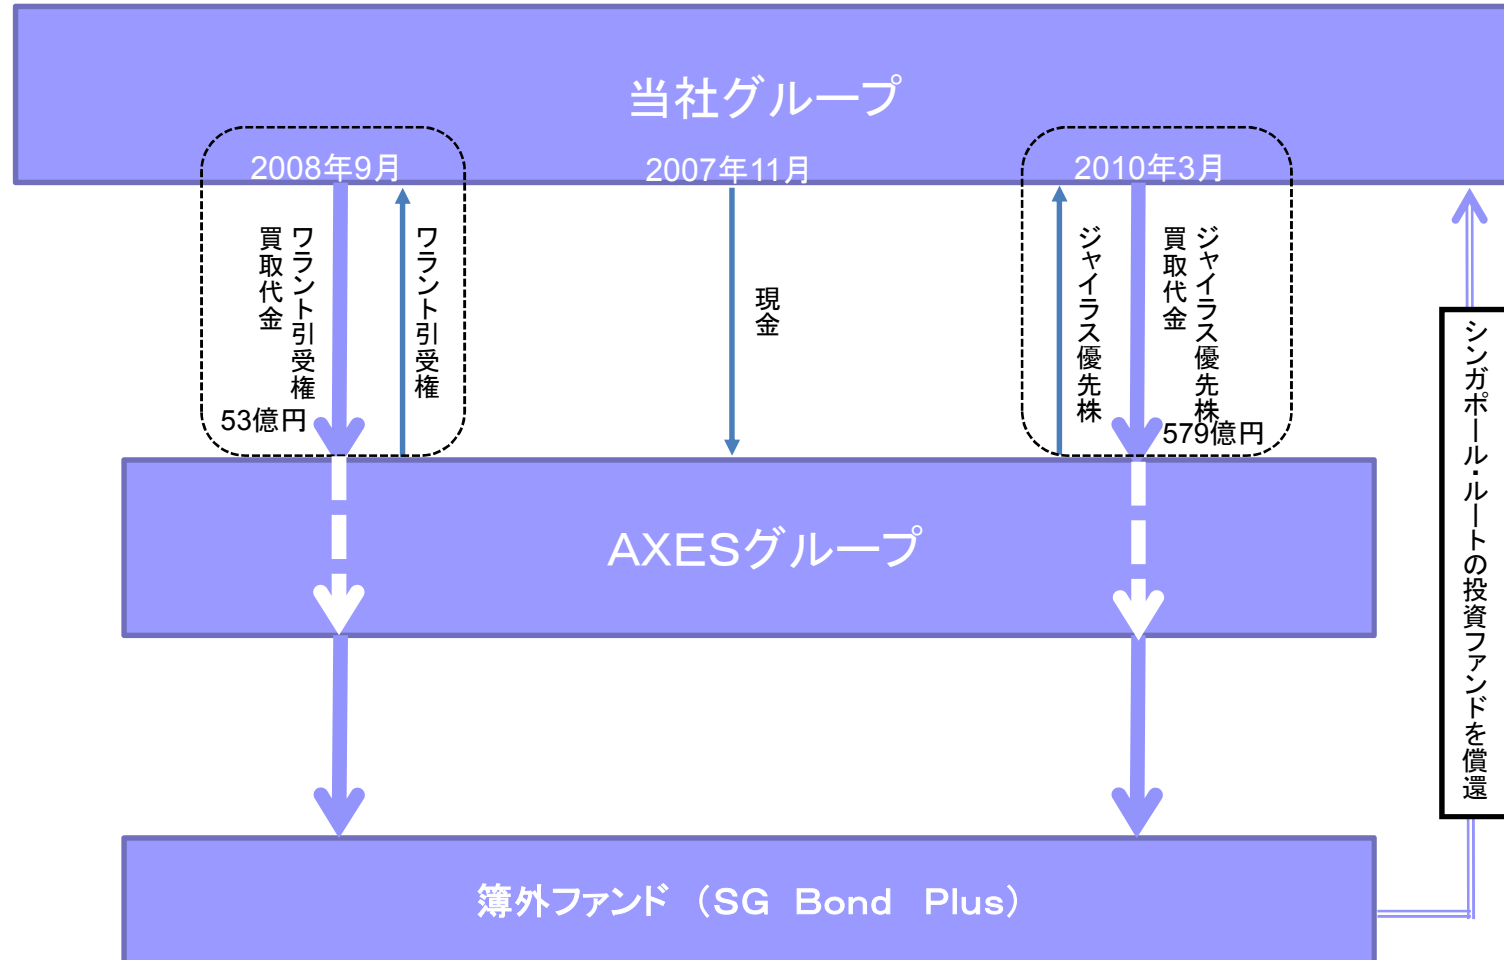 当社グループ
2008年9月
2007年11月
2010年3月
ワラント引受権
買取代金
53億円
ワラント引受権
現金
ジャイラス優先株
ジャイラス優先株
買取代金
579億円
シンガポール・ルートの投資ファンドを償還
AXESグループ
簿外ファンド （SG Bond Plus）